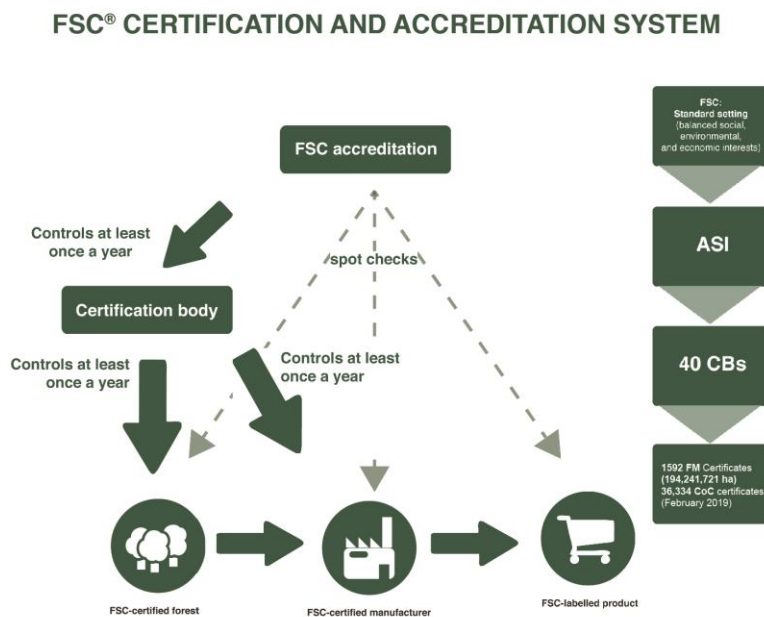 FSC® CERTIFICATION AND ACCREDITATION SYSTEM
FSC accreditation
Controls at least
once a year
spot checks
Certification body
Controls at least
once a year
Controls at least
once a year
FSC-certified forest
FSC-certified manufacturer
FSC-labelled product
FSC:
Standard setting
(balanced social,
environmental,
and economic interests)
ASI
40 CBs
1592 FM Certificates
(194,241,721 ha)
36,334 CoC certificates
(February 2019)